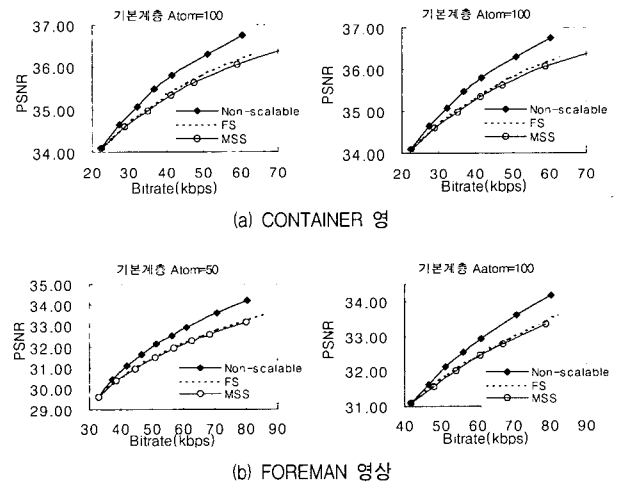 기본계층 Atom=100
37.00
36.00
35.00
34.00
PSNR
Non-scalable
FS
MSS
20 30 40 50 60 70
Bitrate(kbps)
기본계층 Atom=100
37.00
36.00
35.00
34.00
PSNR
Non-scalable
FS
MSS
20 30 40 50 60 70
Bitrate(kbps)
(a) CONTAINER 영
기본계층 Atom=50
35.00
34.00
33.00
32.00
31.00
30.00
29.00
PSNR
Non-scalable
FS
MSS
30 40 50 60 70 80 90
Bitrate(kbps)
기본계층 Aatom=100
34.00
33.00
32.00
31.00
PSNR
Non-scalable
FS
MSS
40 50 60 70 80 90
Bitrate(kbps)
(b) FOREMAN 영상